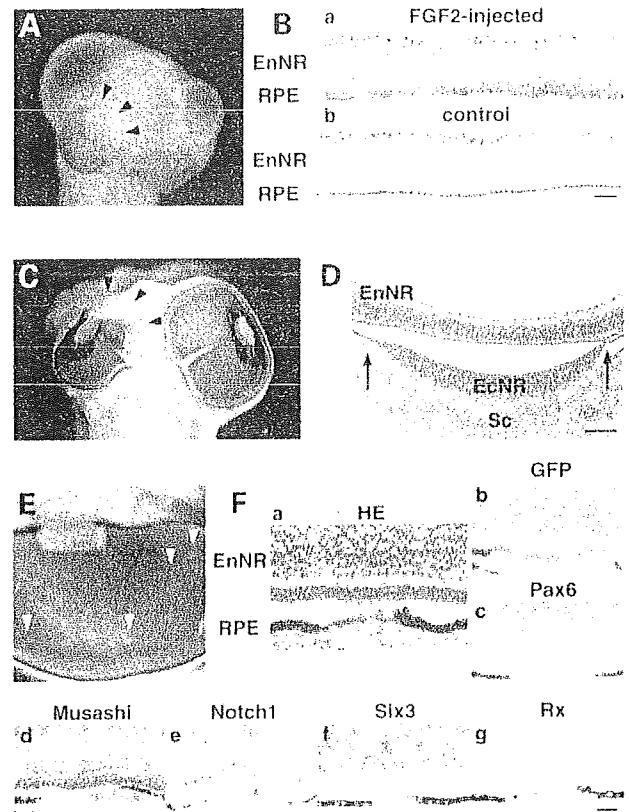 A
B
a FGF2-injected
EnNR
RPE
b control
EnNR
RPE
C
D
EnNR
EcNR
Sc
E
F
a HE
EnNR
RPE
b GFP
c Pax6
d Musashi
e Notch1
f Six3
g Rx